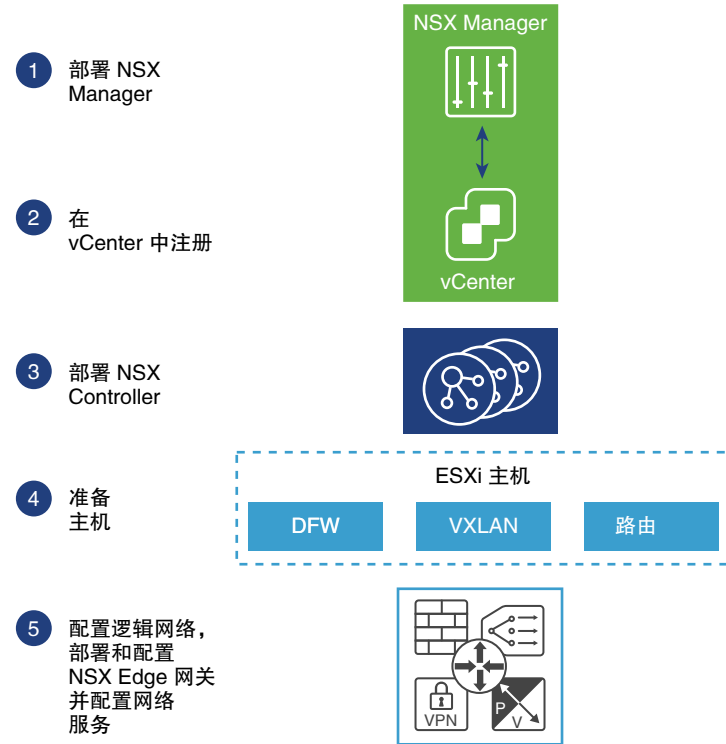 NSX Manager
1
部署 NSX
Manager
2
在
vCenter 中注册
vCenter
3
部署 NSX
Controller
ESXi 主机
4
准备
主机
DFW
VXLAN
路由
5
配置逻辑网络，
部署和配置
NSX Edge 网关
并配置网络
服务
VPN
P
V